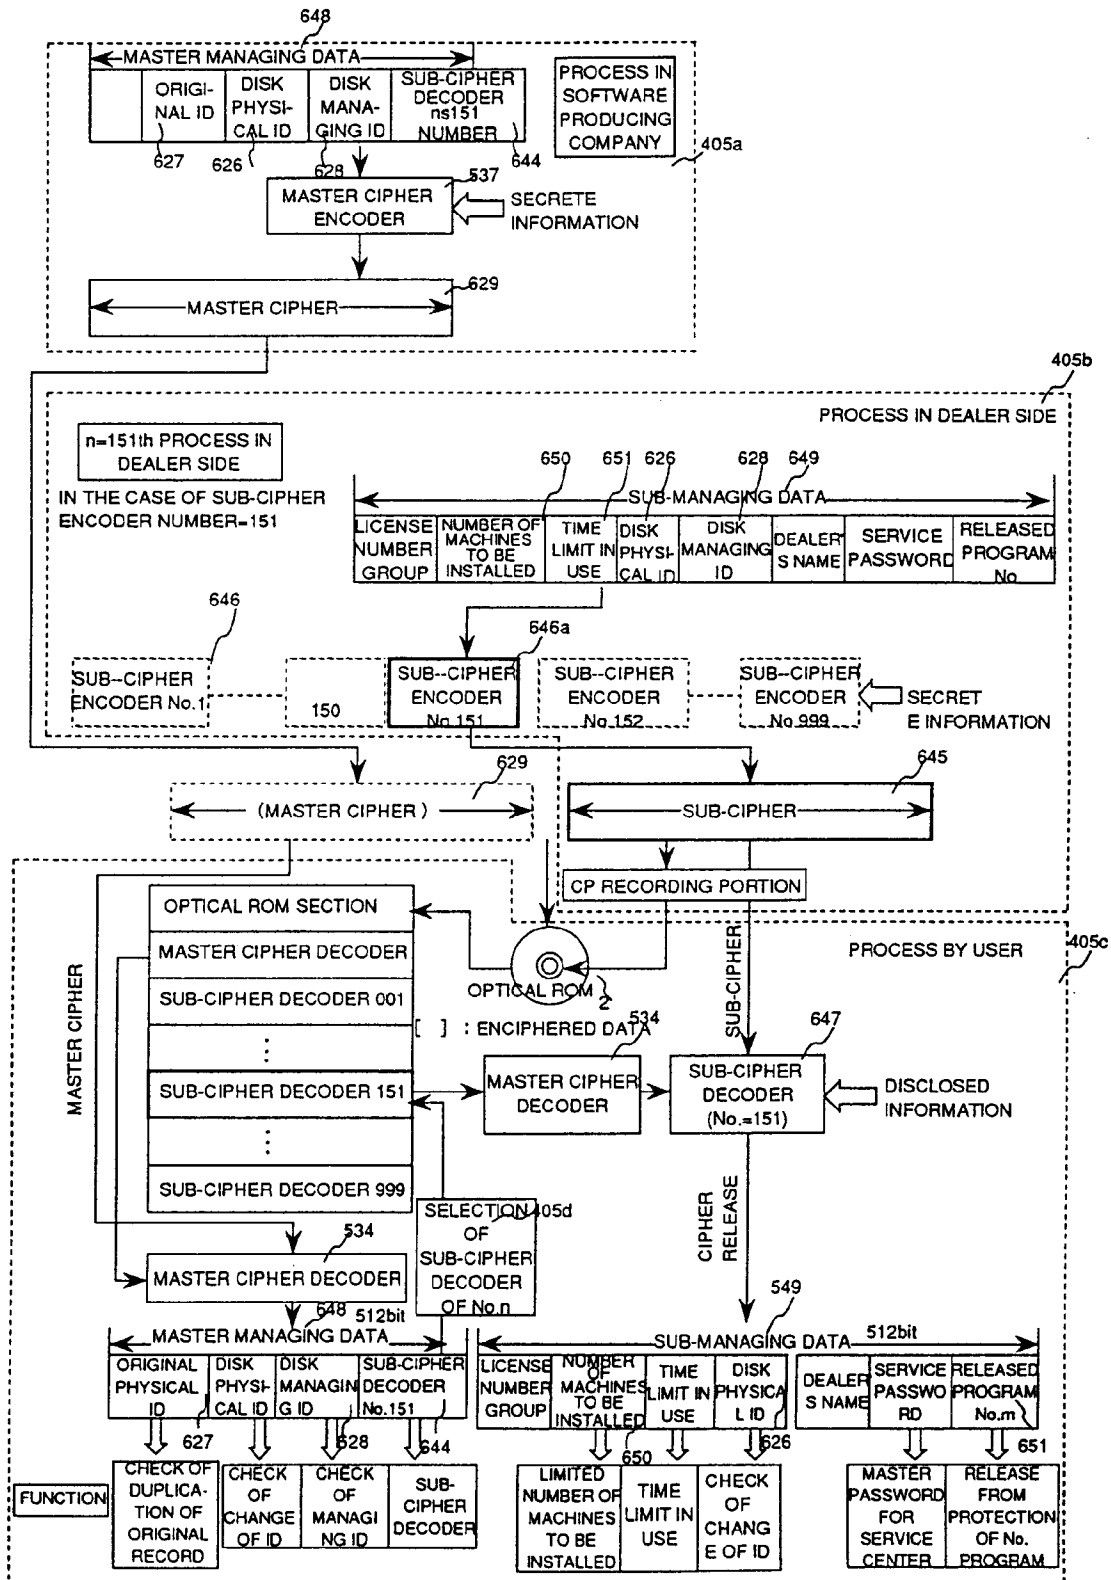 648
MASTER MANAGING DATA
ORIGI-
NAL ID
DISK
PHYSI-
CAL ID
DISK
MANA-
GING ID
SUB-CIPHER
DECODER
ns151
NUMBER
627
626
628
644
PROCESS IN
SOFTWARE
PRODUCING
COMPANY
405a
537
MASTER CIPHER
ENCODER
SECRETE
INFORMATION
629
MASTER CIPHER
405b
PROCESS IN DEALER SIDE
n=151th PROCESS IN
DEALER SIDE
IN THE CASE OF SUB-CIPHER
ENCODER NUMBER=151
650
651
626
628
649
SUB-MANAGING DATA
LICENSE
NUMBER
GROUP
NUMBER OF
MACHINES
TO BE
INSTALLED
TIME
LIMIT IN
USE
DISK
PHYSI-
CAL ID
DISK
MANAGING
ID
DEALER'
S NAME
SERVICE
PASSWORD
RELEASED
PROGRAM
No
646
646a
SUB--CIPHER
ENCODER No.1
150
SUB--CIPHER
ENCODER
No.151
SUB--CIPHER
ENCODER
No.152
SUB--CIPHER
ENCODER
No.999
SECRET
E INFORMATION
629
(MASTER CIPHER )
645
SUB-CIPHER
CP RECORDING PORTION
OPTICAL ROM SECTION
MASTER CIPHER DECODER
SUB-CIPHER DECODER 001
SUB-CIPHER DECODER 151
SUB-CIPHER DECODER 999
MASTER CIPHER
OPTICAL ROM
2
[ ] : ENCIPHERED DATA
SUB-CIPHER
PROCESS BY USER
405c
534
MASTER CIPHER
DECODER
647
SUB-CIPHER
DECODER
(No.=151)
DISCLOSED
INFORMATION
CIPHER
RELEASE
SELECTION
405d
OF
SUB-CIPHER
DECODER
OF No.n
534
MASTER CIPHER DECODER
648
512bit
MASTER MANAGING DATA
ORIGINAL
PHYSICAL
ID
DISK
PHYSI-
CAL ID
DISK
MANAGIN
G ID
SUB-CIPHER
DECODER
No.151
627
628
644
549
SUB-MANAGING DATA
512bit
LICENSE
NUMBER
GROUP
NUMBER
OF
MACHINES
TO BE
INSTALLED
TIME
LIMIT IN
USE
DISK
PHYSICA
L ID
DEALER'
S NAME
SERVICE
PASSWO
RD
RELEASED
PROGRAM
No.m
650
626
651
FUNCTION
CHECK OF
DUPLICA-
TION OF
ORIGINAL
RECORD
CHECK
OF
CHANGE
OF ID
CHECK
OF
MANAGI
NG ID
SUB-
CIPHER
DECODER
LIMITED
NUMBER OF
MACHINES
TO BE
INSTALLED
TIME
LIMIT IN
USE
CHECK
OF
CHANG
E OF ID
MASTER
PASSWORD
FOR
SERVICE
CENTER
RELEASE
FROM
PROTECTION
OF No.
PROGRAM